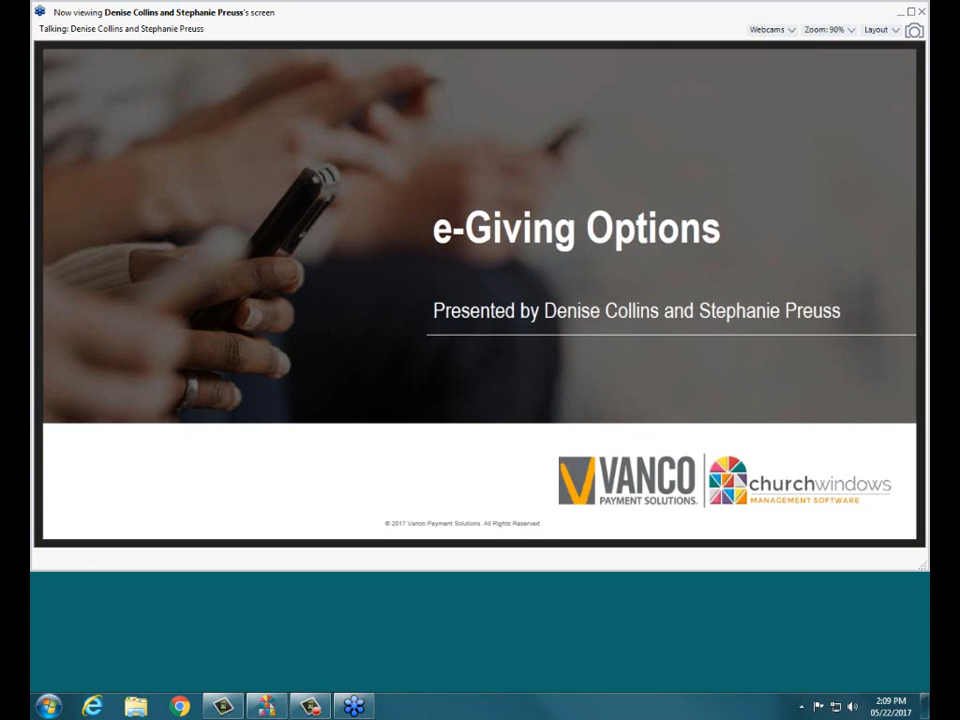 Now viewing Denise Collins and Stephanie Preuss's screen
Talking: Denise Collins and Stephanie Preuss
Webcams Zoom: 90% Layout
e-Giving Options
Presented by Denise Collins and Stephanie Preuss
VANCO
PAYMENT SOLUTIONS.
churchwindows
MANAGEMENT SOFTWARE
© 2017 Vanco Payment Solutions. All Rights Reserved
2:09 PM
05/22/2017